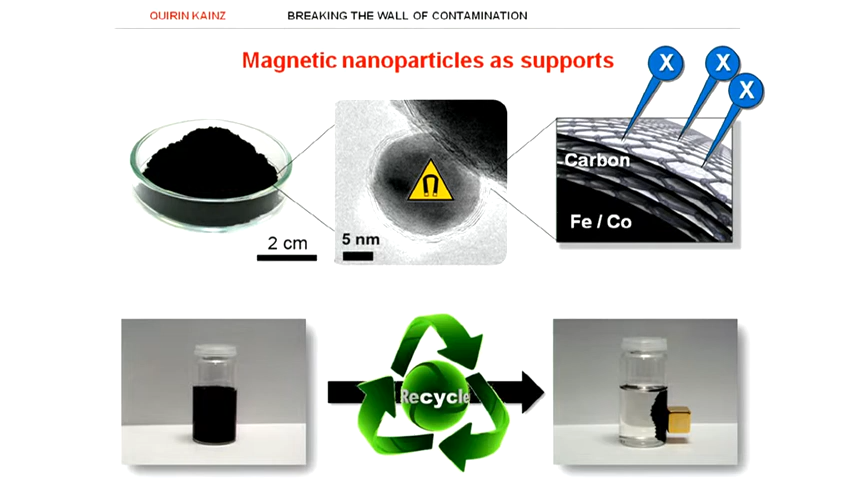 QUIRIN KAINZ BREAKING THE WALL OF CONTAMINATION
Magnetic nanoparticles as supports
X X
X
Carbon
Fe / Co
5 nm
2 cm
Recycle